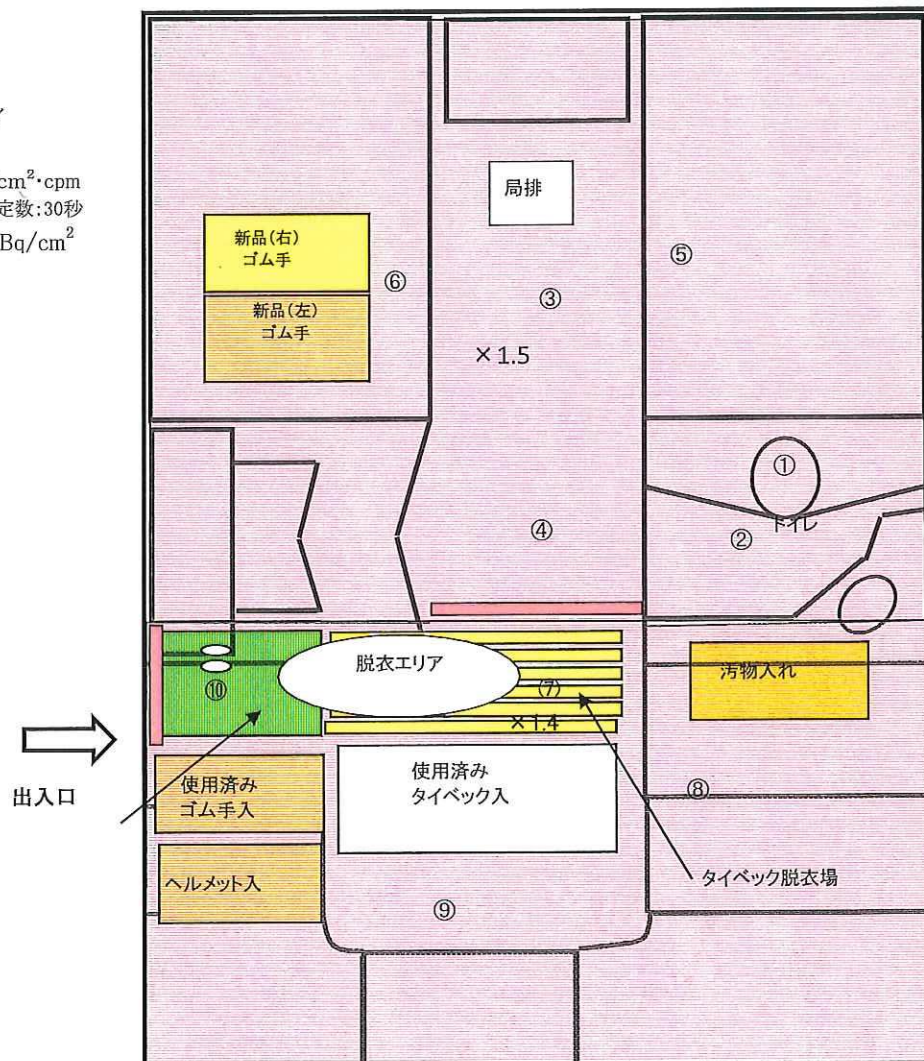 cm²・cpm
定数:30秒
Bq/cm²
局排
新品(右)
ゴム手
⑥
⑤
③
新品(左)
ゴム手
×1.5
①
トイレ
④
②
脱衣エリア
⑩
⑦
×1.4
汚物入れ
出入口
使用済み
ゴム手入
使用済み
タイベック入
⑧
ヘルメット入
タイベック脱衣場
⑨